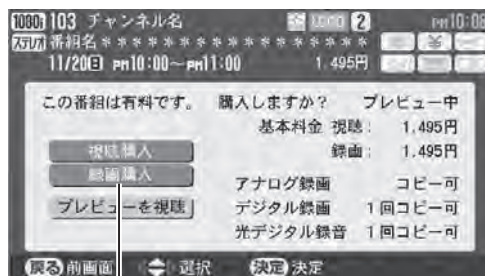 1080i 103 チャンネル名 2 PM10:08
ステレオ 番組名＊＊＊＊＊＊＊＊＊＊＊＊＊ ¥
11/20日 PM10:00〜PM11:00 1.495円
この番組は有料です。 購入しますか？ プレビュー中
基本料金 視聴： 1.495円
視聴購入 録画： 1.495円
録画購入
アナログ録画 コピー可
プレビューを視聴 デジタル録画 1回コピー可
光デジタル録音 1回コピー可
戻る 前画面 選択 決定 決定